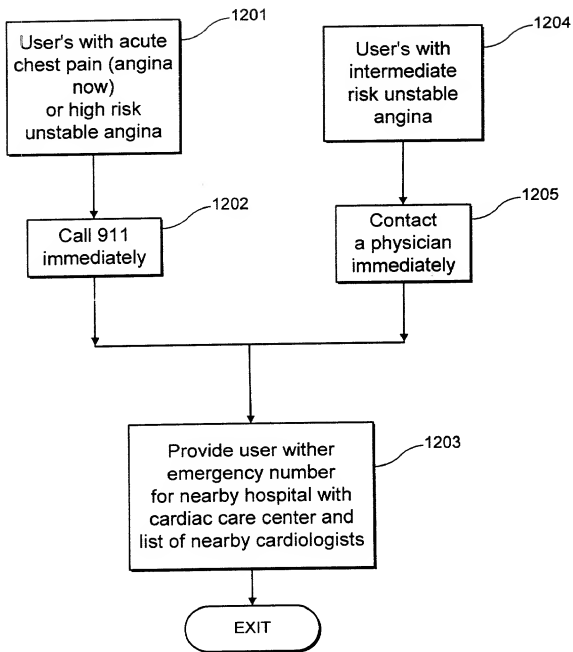 1201
User's with acute
chest pain (angina
now)
or high risk
unstable angina
1204
User's with
intermediate
risk unstable
angina
1202
Call 911
immediately
1205
Contact
a physician
immediately
1203
Provide user wither
emergency number
for nearby hospital with
cardiac care center and
list of nearby cardiologists
EXIT